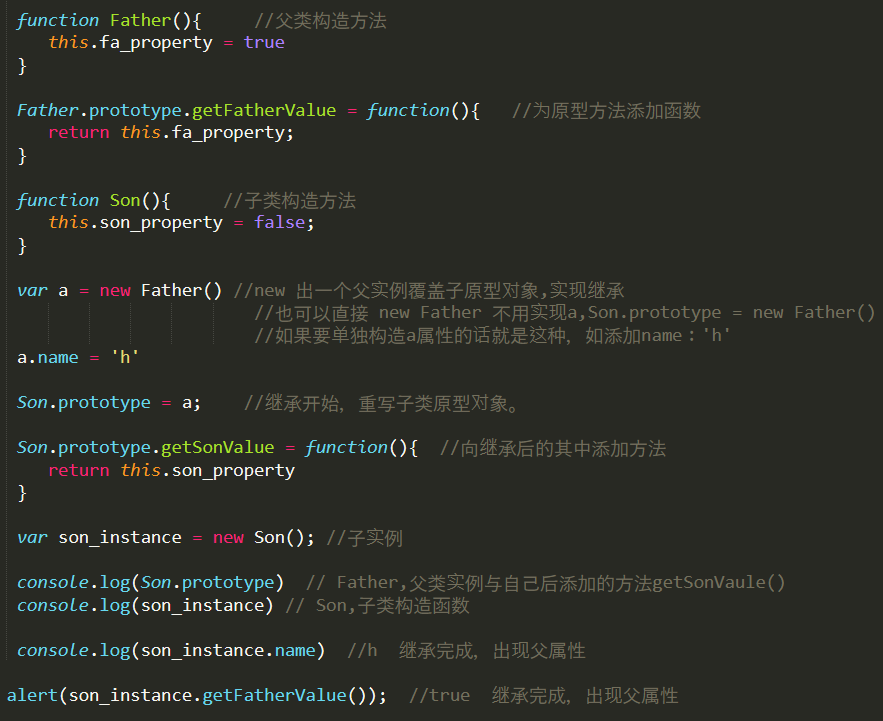 function Father(){     //父类构造方法
   this.fa_property = true
}
Father.prototype.getFatherValue = function(){   //为原型方法添加函数
   return this.fa_property;
}
function Son(){     //子类构造方法
   this.son_property = false;
}
var a = new Father() //new 出一个父实例覆盖子原型对象,实现继承
                       //也可以直接 new Father 不用实现a,Son.prototype = new Father()
                       //如果要单独构造a属性的话就是这种，如添加name：'h'
a.name = 'h'
Son.prototype = a;    //继承开始，重写子类原型对象。
Son.prototype.getSonValue = function(){  //向继承后的其中添加方法
   return this.son_property
}
var son_instance = new Son(); //子实例
console.log(Son.prototype)  // Father,父类实例与自己后添加的方法getSonVaule()
console.log(son_instance) // Son,子类构造函数
console.log(son_instance.name)  //h  继承完成，出现父属性
alert(son_instance.getFatherValue());  //true  继承完成，出现父属性